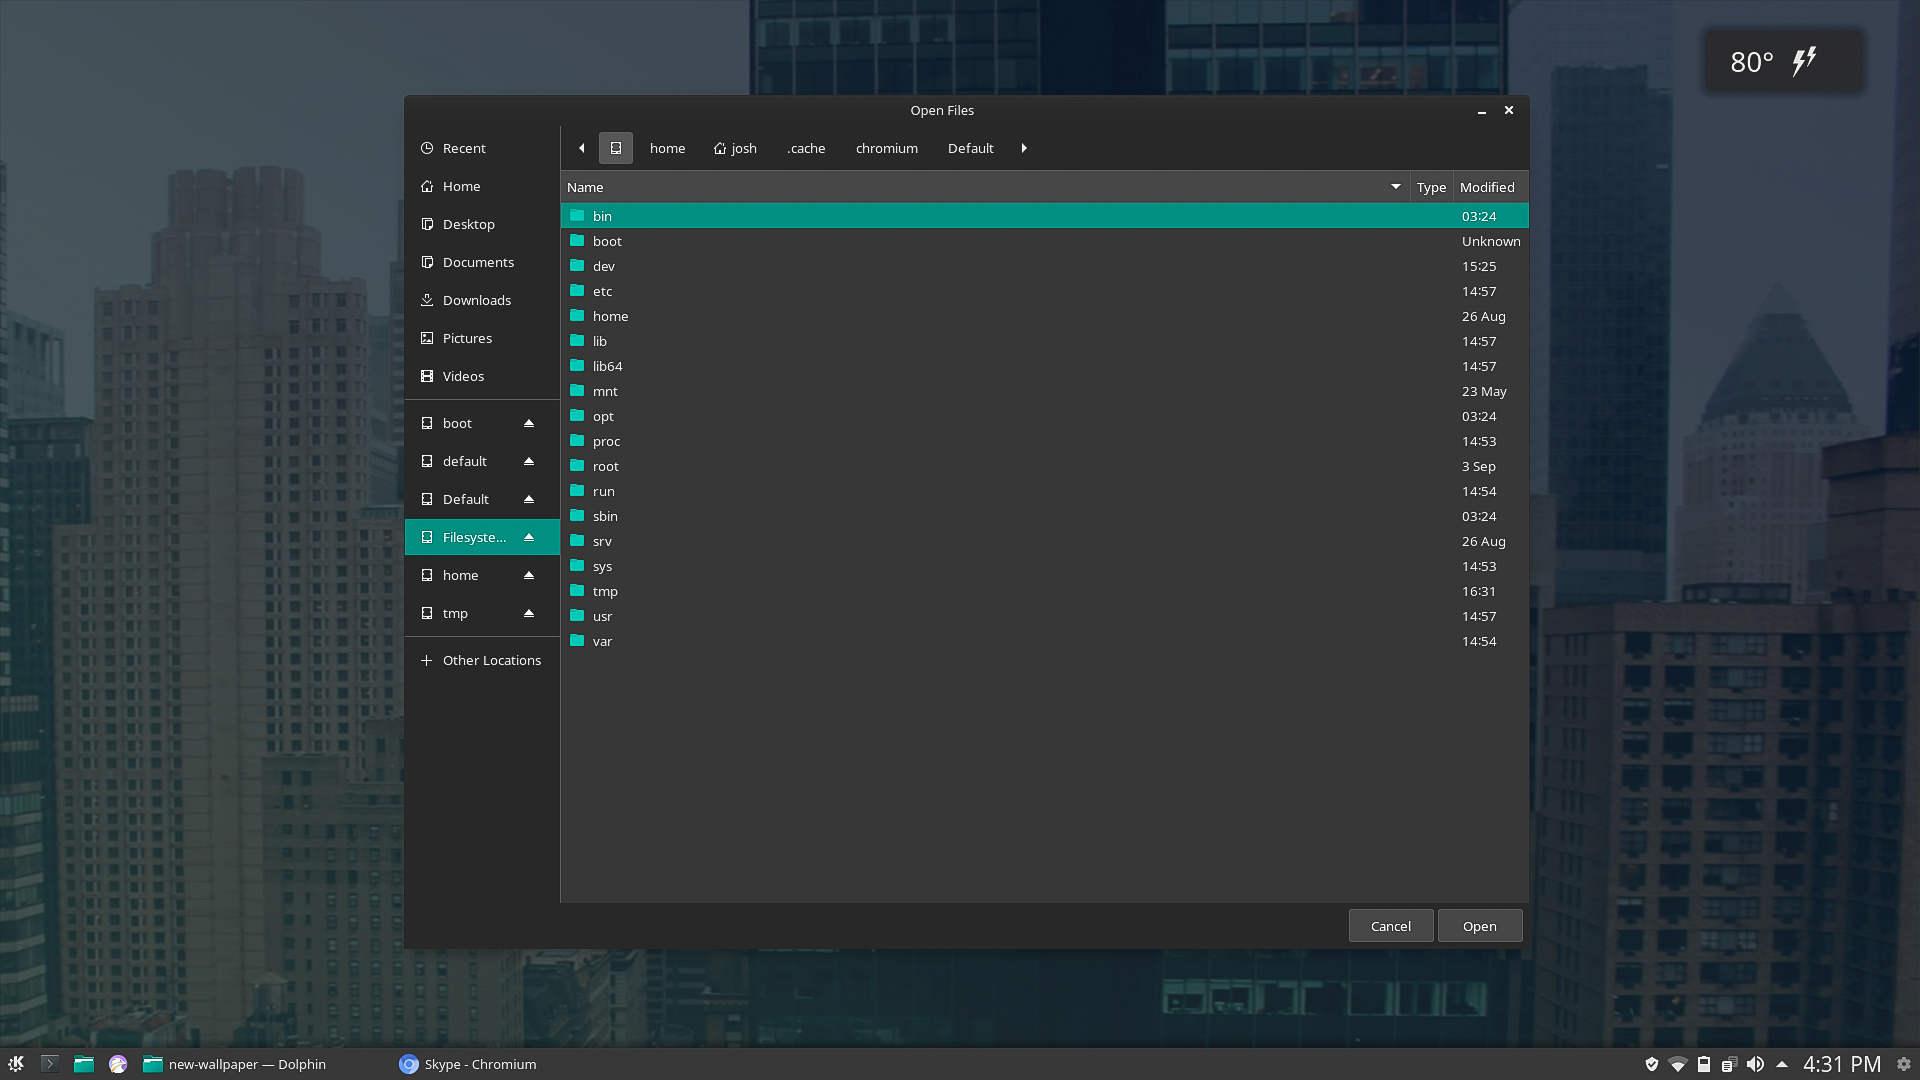 80°
Open Files
Recent
Home
Desktop
Documents
Downloads
Pictures
Videos
boot
default
Default
Filesyste...
home
tmp
Other Locations
home josh .cache chromium Default
Name Type Modified
bin 03:24
boot Unknown
dev 15:25
etc 14:57
home 26 Aug
lib 14:57
lib64 14:57
mnt 23 May
opt 03:24
proc 14:53
root 3 Sep
run 14:54
sbin 03:24
srv 26 Aug
sys 14:53
tmp 16:31
usr 14:57
var 14:54
Cancel Open
new-wallpaper — Dolphin Skype - Chromium 4:31 PM